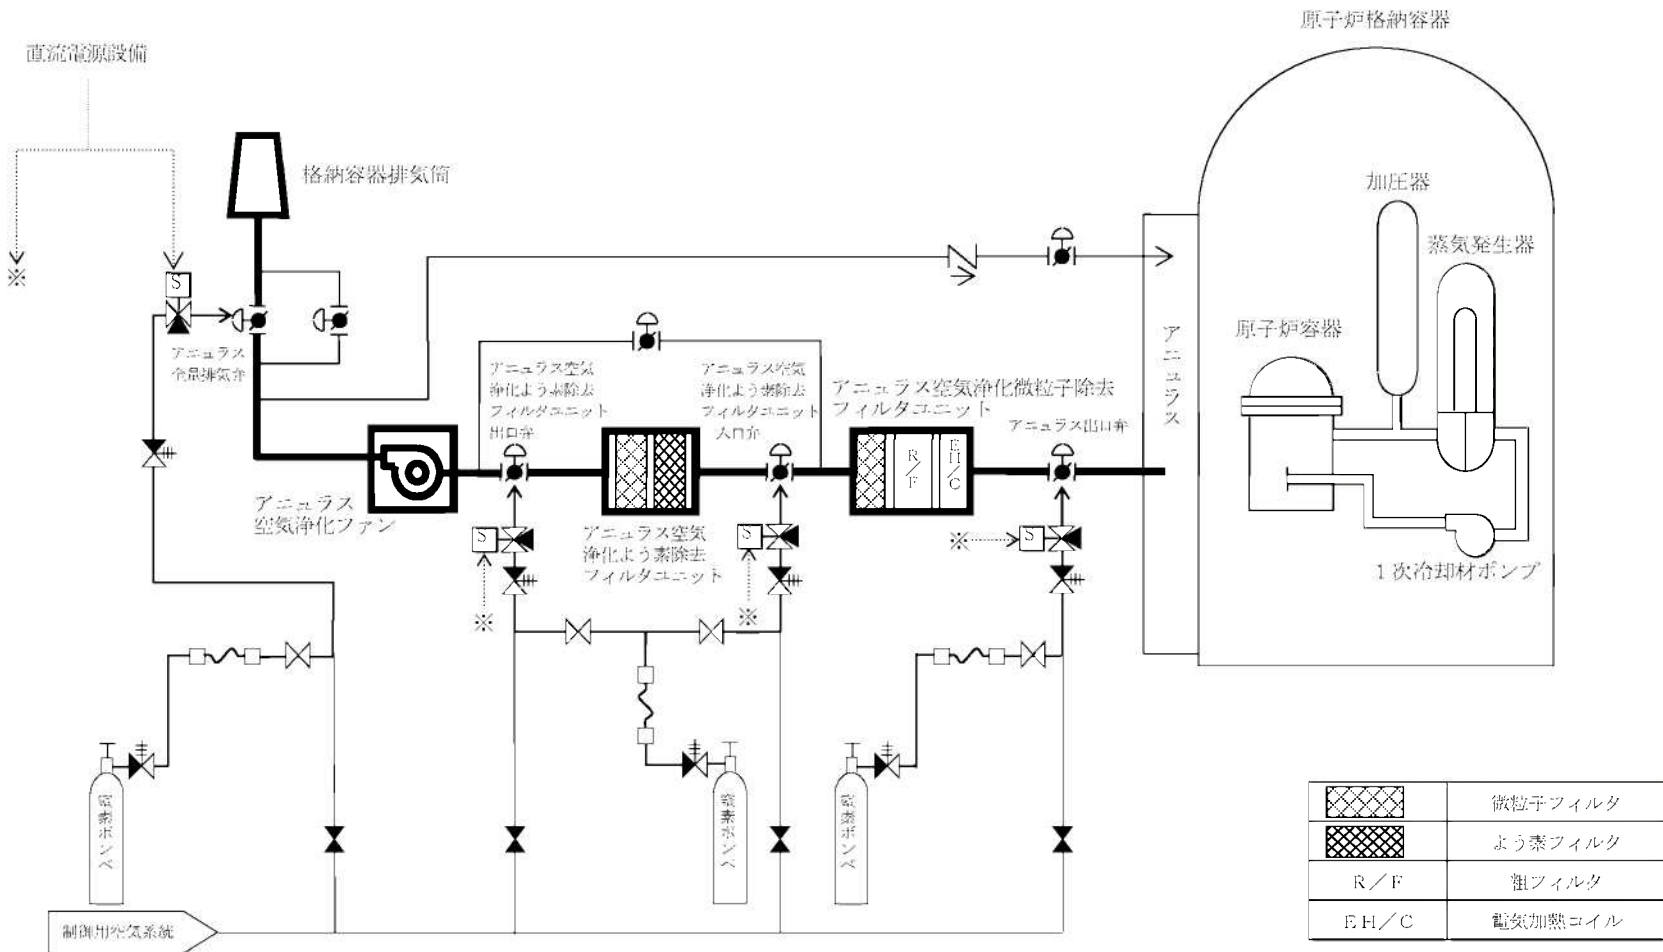 原子炉格納容器
直流電源設備
格納容器排気筒
加圧器
蒸気発生器
※
S
原子炉容器
アニュラス
全量排気弁
アニュラス空気
浄化よう素除去
フィルタユニット
出口弁
アニュラス空気
浄化よう素除去
フィルタユニット
入口弁
アニュラス空気浄化微粒子除去
フィルタユニット
アニュラス出口弁
アニュラス
R/F
EH/C
アニュラス
空気浄化ファン
アニュラス空気
浄化よう素除去
フィルタユニット
S
S
※
S
※
※
1次冷却材ポンプ
窒素ボンベ
窒素ボンベ
窒素ボンベ
微粒子フィルタ
よう素フィルタ
R/F
粗フィルタ
EH/C
電気加熱コイル
制御用空気系統